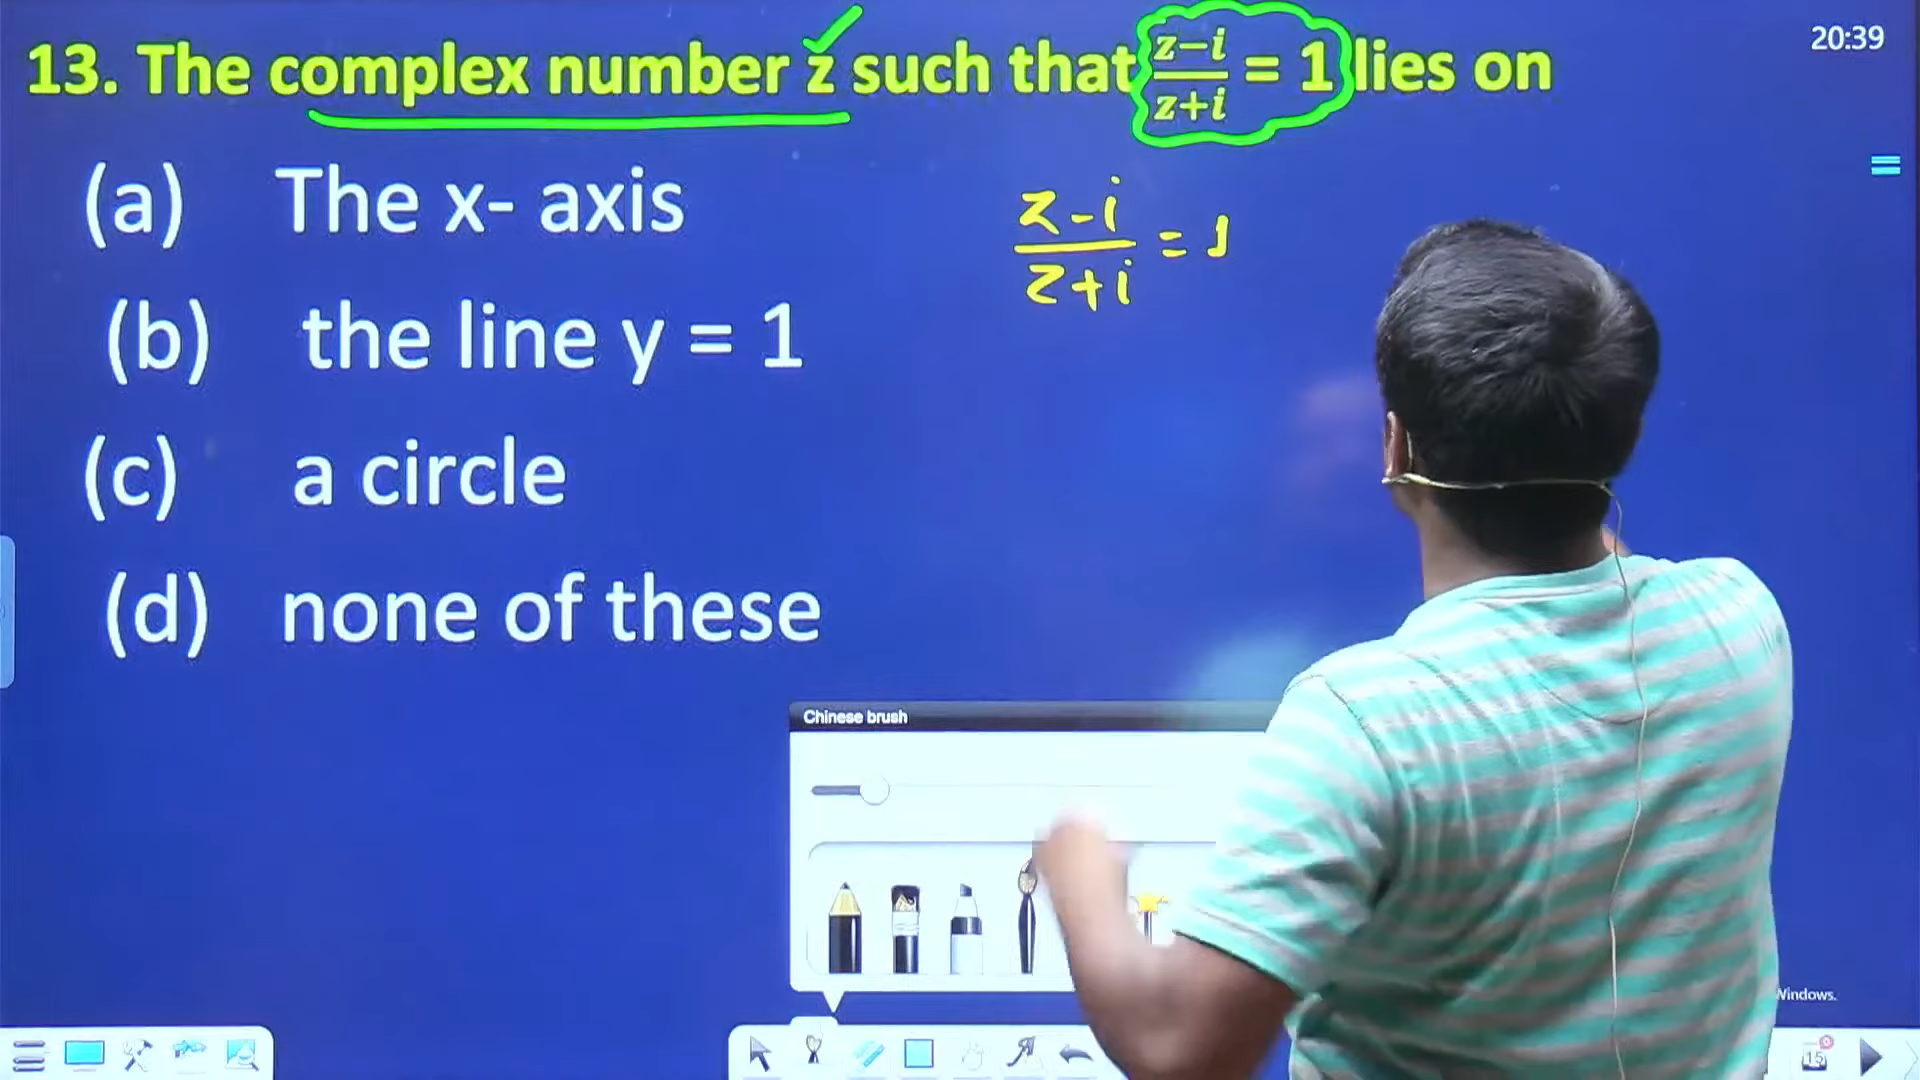 13. The complex number z such that z−i/z+i = 1 lies on
20:39
(a) The x- axis
z-i/z+i = 1
(b) the line y = 1
(c) a circle
(d) none of these
Chinese brush
Windows.
15